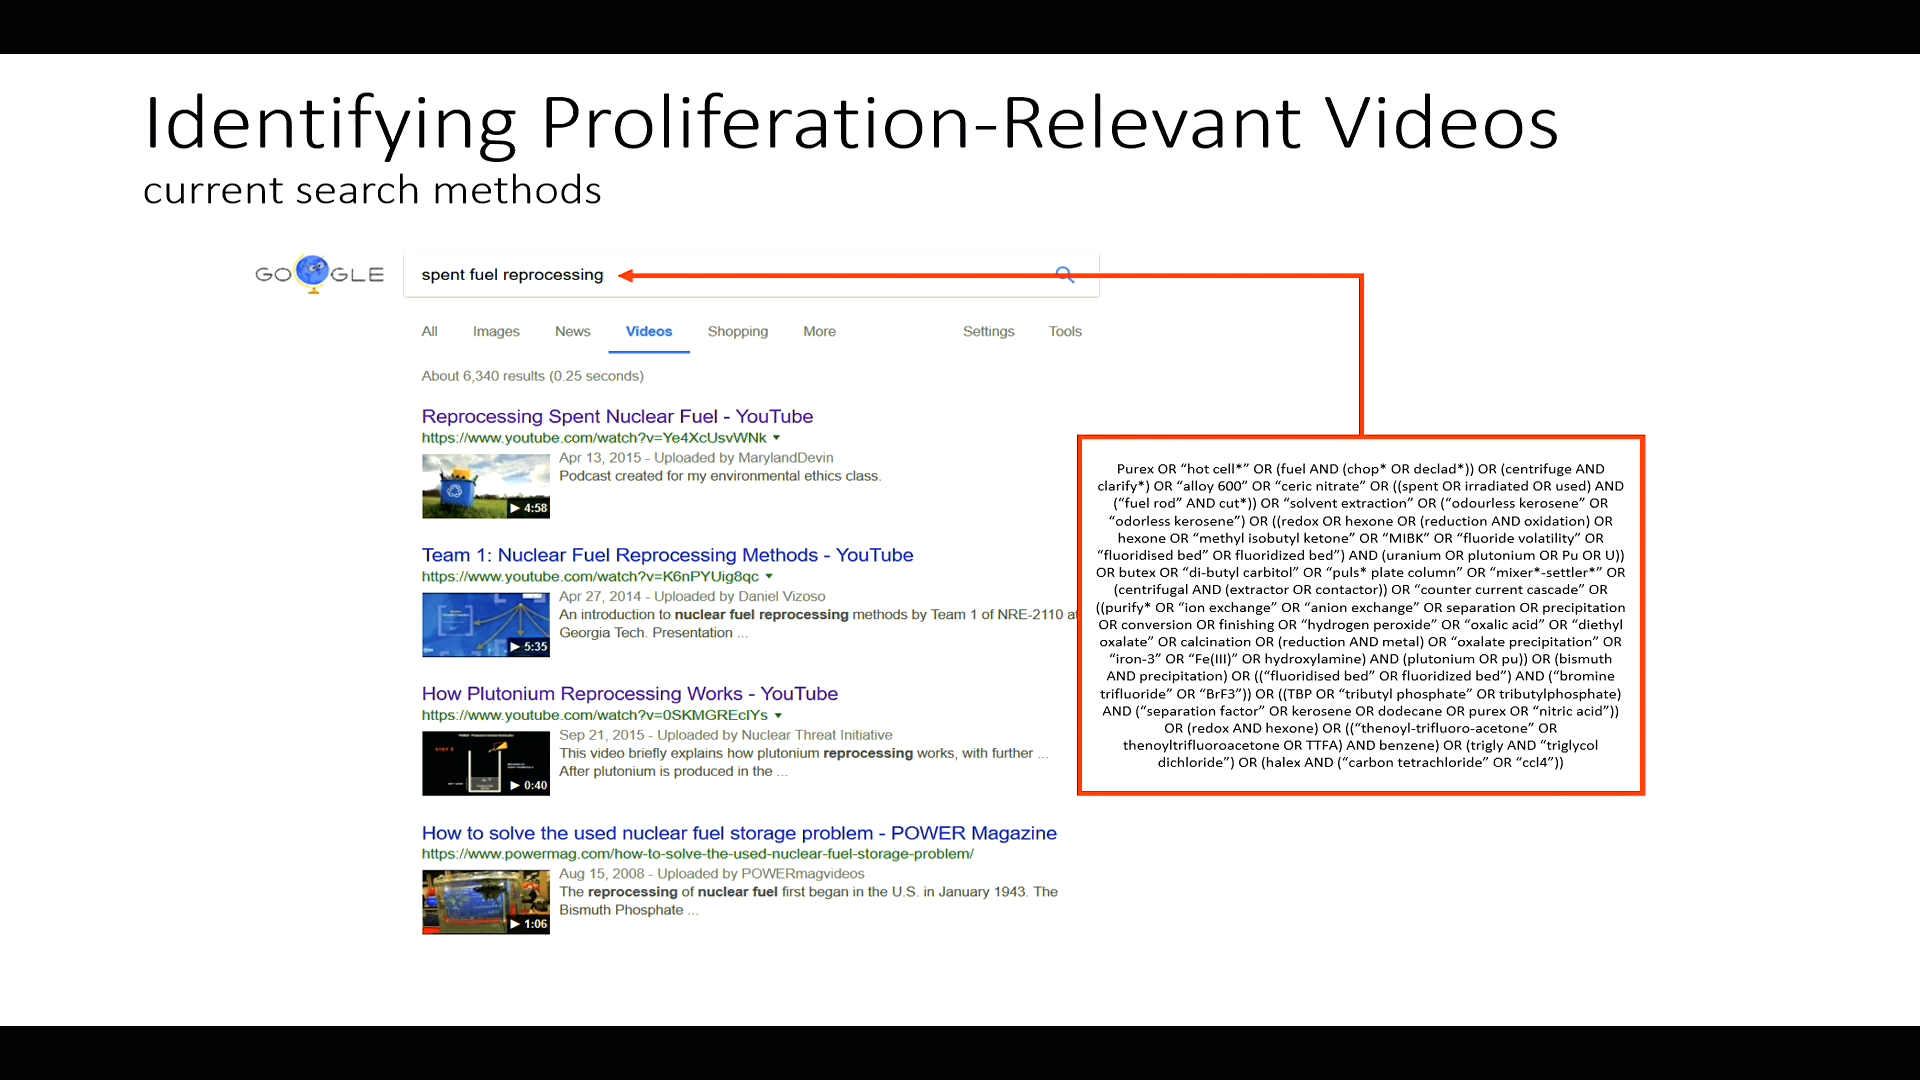 Identifying Proliferation-Relevant Videos
current search methods
GOOGLE
spent fuel reprocessing
All Images News Videos Shopping More Settings Tools
About 6,340 results (0.25 seconds)
Reprocessing Spent Nuclear Fuel - YouTube
https://www.youtube.com/watch?v=Ye4XcUsvWNk
Apr 13, 2015 - Uploaded by MarylandDevin
Podcast created for my environmental ethics class.
4:58
Team 1: Nuclear Fuel Reprocessing Methods - YouTube
https://www.youtube.com/watch?v=K6nPYUig8qc
Apr 27, 2014 - Uploaded by Daniel Vizoso
An introduction to nuclear fuel reprocessing methods by Team 1 of NRE-2110 at
Georgia Tech. Presentation ...
5:35
How Plutonium Reprocessing Works - YouTube
https://www.youtube.com/watch?v=0SKMGREcIYs
Sep 21, 2015 - Uploaded by Nuclear Threat Initiative
This video briefly explains how plutonium reprocessing works, with further ...
After plutonium is produced in the ...
0:40
How to solve the used nuclear fuel storage problem - POWER Magazine
https://www.powermag.com/how-to-solve-the-used-nuclear-fuel-storage-problem/
Aug 15, 2008 - Uploaded by POWERmagvideos
The reprocessing of nuclear fuel first began in the U.S. in January 1943. The
Bismuth Phosphate ...
1:06
Purex OR “hot cell*” OR (fuel AND (chop* OR declad*)) OR (centrifuge AND
clarify*) OR “alloy 600” OR “ceric nitrate” OR ((spent OR irradiated OR used) AND
(“fuel rod” AND cut*)) OR “solvent extraction” OR (“odourless kerosene” OR
“odorless kerosene”) OR ((redox OR hexone OR (reduction AND oxidation) OR
hexone OR “methyl isobutyl ketone” OR “MIBK” OR “fluoride volatility” OR
“fluoridised bed” OR fluoridized bed”) AND (uranium OR plutonium OR Pu OR U))
OR butex OR “di-butyl carbitol” OR “puls* plate column” OR “mixer*-settler*” OR
(centrifugal AND (extractor OR contactor)) OR “counter current cascade” OR
((purify* OR “ion exchange” OR “anion exchange” OR separation OR precipitation
OR conversion OR finishing OR “hydrogen peroxide” OR “oxalic acid” OR “diethyl
oxalate” OR calcination OR (reduction AND metal) OR “oxalate precipitation” OR
“iron-3” OR “Fe(III)” OR hydroxylamine) AND (plutonium OR pu)) OR (bismuth
AND precipitation) OR ((“fluoridised bed” OR fluoridized bed”) AND (“bromine
trifluoride” OR “BrF3”)) OR ((TBP OR “tributyl phosphate” OR tributylphosphate)
AND (“separation factor” OR kerosene OR dodecane OR purex OR “nitric acid”))
OR (redox AND hexone) OR ((“thenoyl-trifluoro-acetone” OR
thenoyltrifluoroacetone OR TTFA) AND benzene) OR (trigly AND “triglycol
dichloride”) OR (halex AND (“carbon tetrachloride” OR “ccl4”))